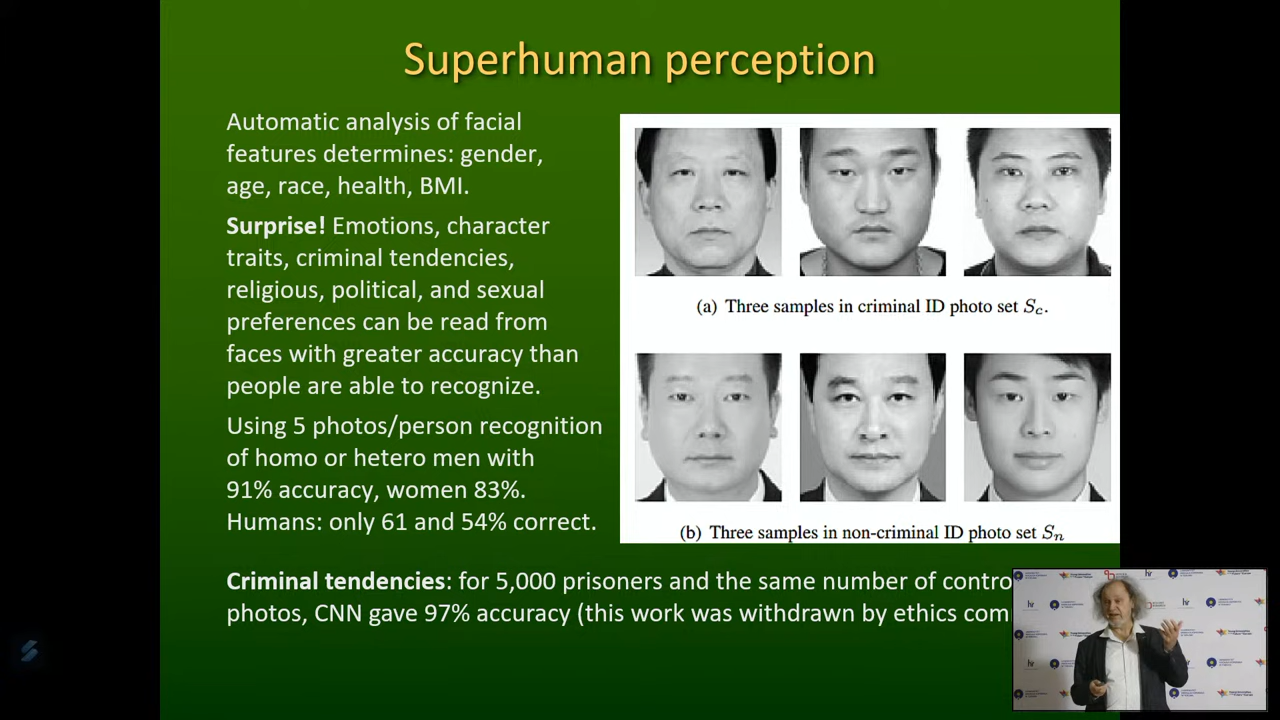 Superhuman perception
Automatic analysis of facial
features determines: gender,
age, race, health, BMI.
Surprise! Emotions, character
traits, criminal tendencies,
religious, political, and sexual
preferences can be read from
faces with greater accuracy than
people are able to recognize.
Using 5 photos/person recognition
of homo or hetero men with
91% accuracy, women 83%.
Humans: only 61 and 54% correct.
(a) Three samples in criminal ID photo set Sc.
(b) Three samples in non-criminal ID photo set Sn
Criminal tendencies: for 5,000 prisoners and the same number of contro
photos, CNN gave 97% accuracy (this work was withdrawn by ethics com